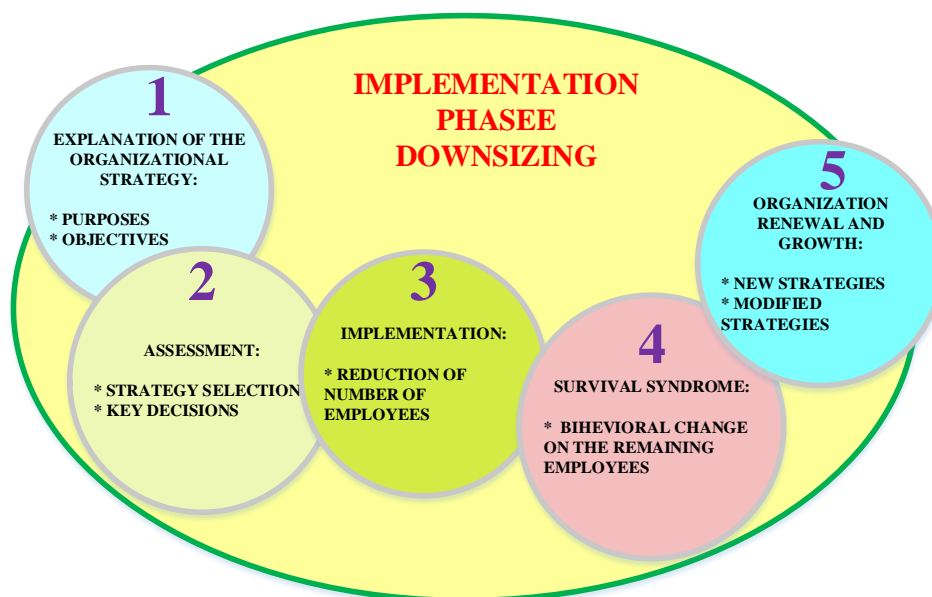 IMPLEMENTATION
PHASEE
DOWNSIZING
1
EXPLANATION OF THE
ORGANIZATIONAL
STRATEGY:
* PURPOSES
* OBJECTIVES
2
ASSESSMENT:
* STRATEGY SELECTION
* KEY DECISIONS
3
IMPLEMENTATION:
* REDUCTION OF
NUMBER OF
EMPLOYEES
4
SURVIVAL SYNDROME:
* BIHEVIORAL CHANGE
ON THE REMAINING
EMPLOYEES
5
ORGANIZATION
RENEWAL AND
GROWTH:
* NEW STRATEGIES
* MODIFIED
STRATEGIES